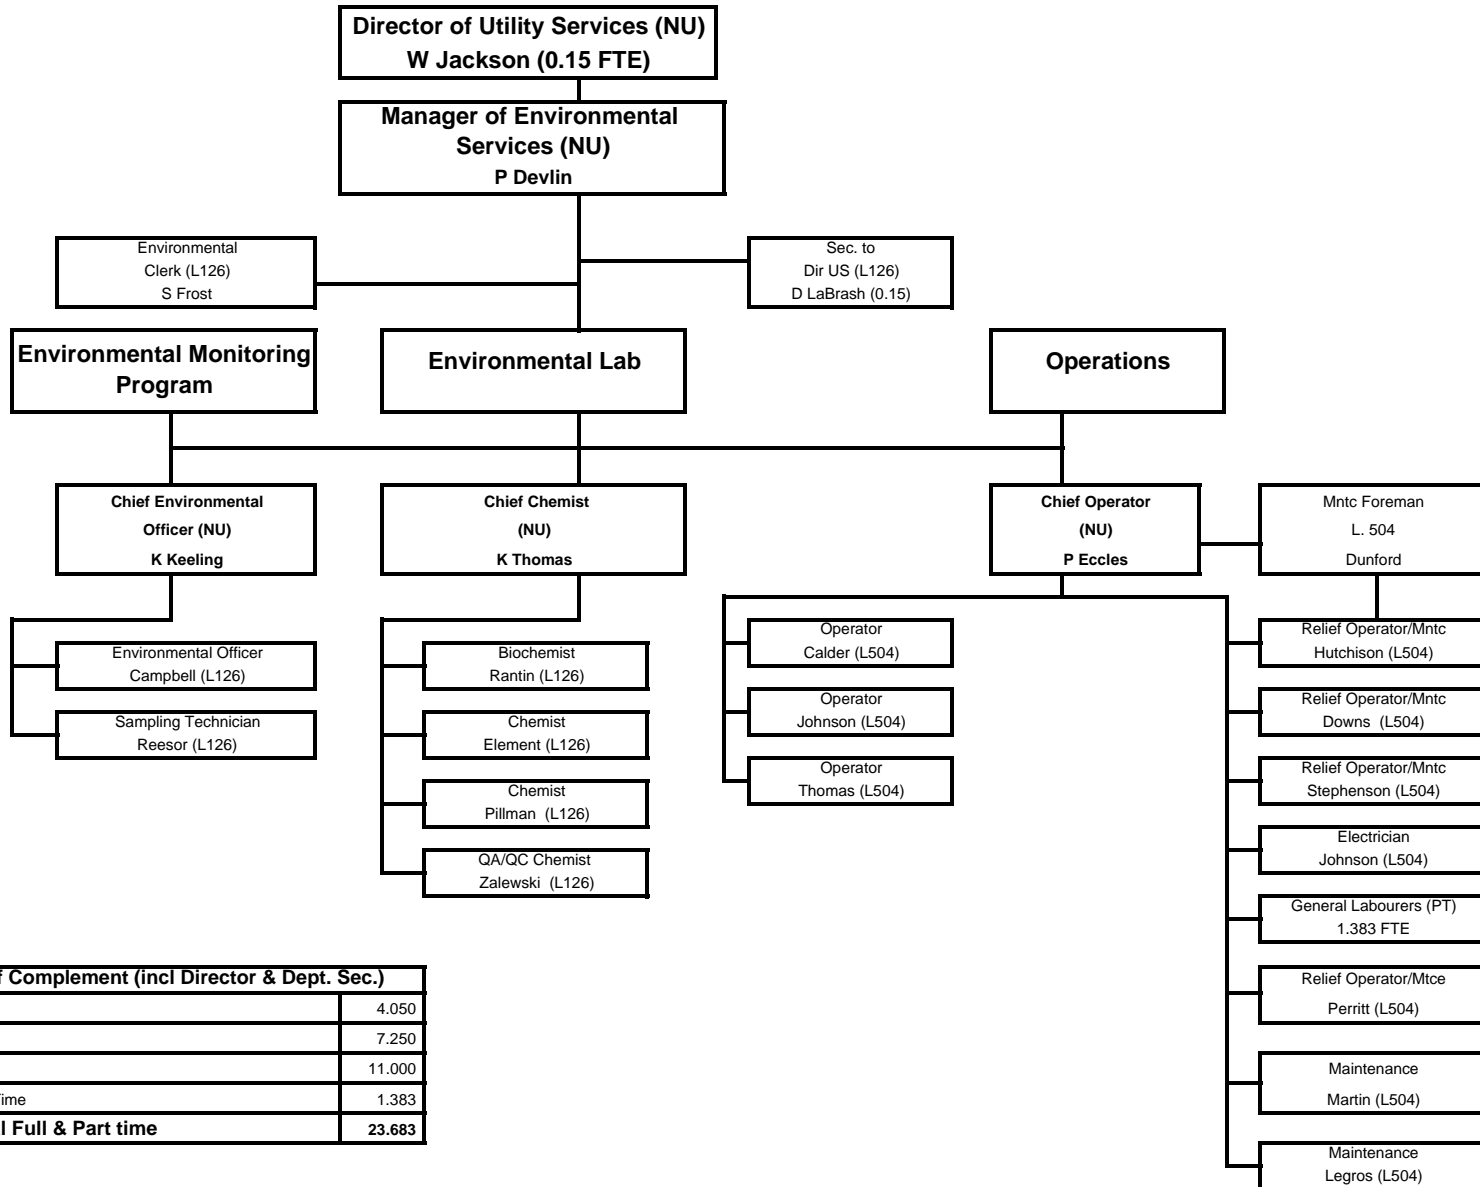 Director of Utility Services (NU)
W Jackson (0.15 FTE)
Manager of Environmental
Services (NU)
P Devlin
Environmental
Clerk (L126)
S Frost
Sec. to
Dir US (L126)
D LaBrash (0.15)
Environmental Monitoring
Program
Environmental Lab
Operations
Chief Environmental
Officer (NU)
K Keeling
Chief Chemist
(NU)
K Thomas
Chief Operator
(NU)
P Eccles
Mntc Foreman
L. 504
Dunford
Environmental Officer
Campbell (L126)
Sampling Technician
Reesor (L126)
Biochemist
Rantin (L126)
Chemist
Element (L126)
Chemist
Pillman (L126)
QA/QC Chemist
Zalewski (L126)
Operator
Calder (L504)
Operator
Johnson (L504)
Operator
Thomas (L504)
Relief Operator/Mntc
Hutchison (L504)
Relief Operator/Mntc
Downs (L504)
Relief Operator/Mntc
Stephenson (L504)
Electrician
Johnson (L504)
General Labourers (PT)
1.383 FTE
Relief Operator/Mtce
Perritt (L504)
Maintenance
Martin (L504)
Maintenance
Legros (L504)
Complement (incl Director & Dept. Sec.)
4.050
7.250
11.000
1.383
Full & Part time 23.683